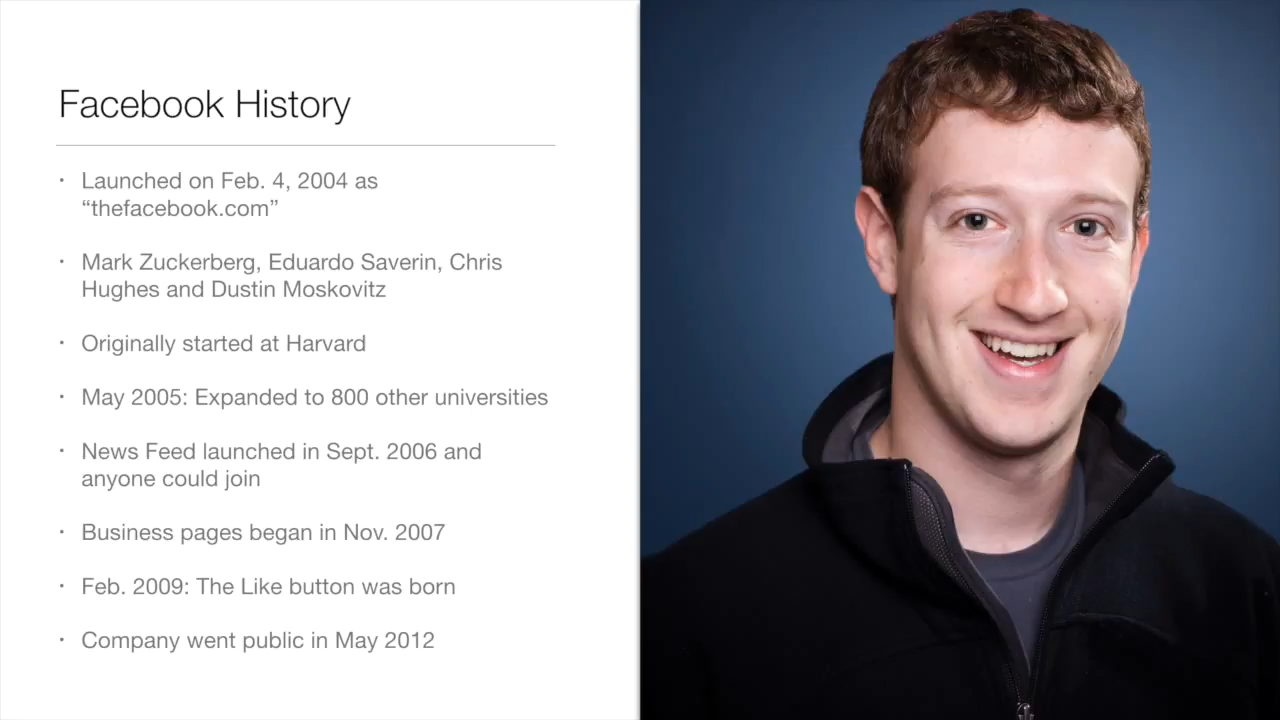 Facebook History
• Launched on Feb. 4, 2004 as
“thefacebook.com”
• Mark Zuckerberg, Eduardo Saverin, Chris
Hughes and Dustin Moskovitz
• Originally started at Harvard
• May 2005: Expanded to 800 other universities
• News Feed launched in Sept. 2006 and
anyone could join
• Business pages began in Nov. 2007
• Feb. 2009: The Like button was born
• Company went public in May 2012